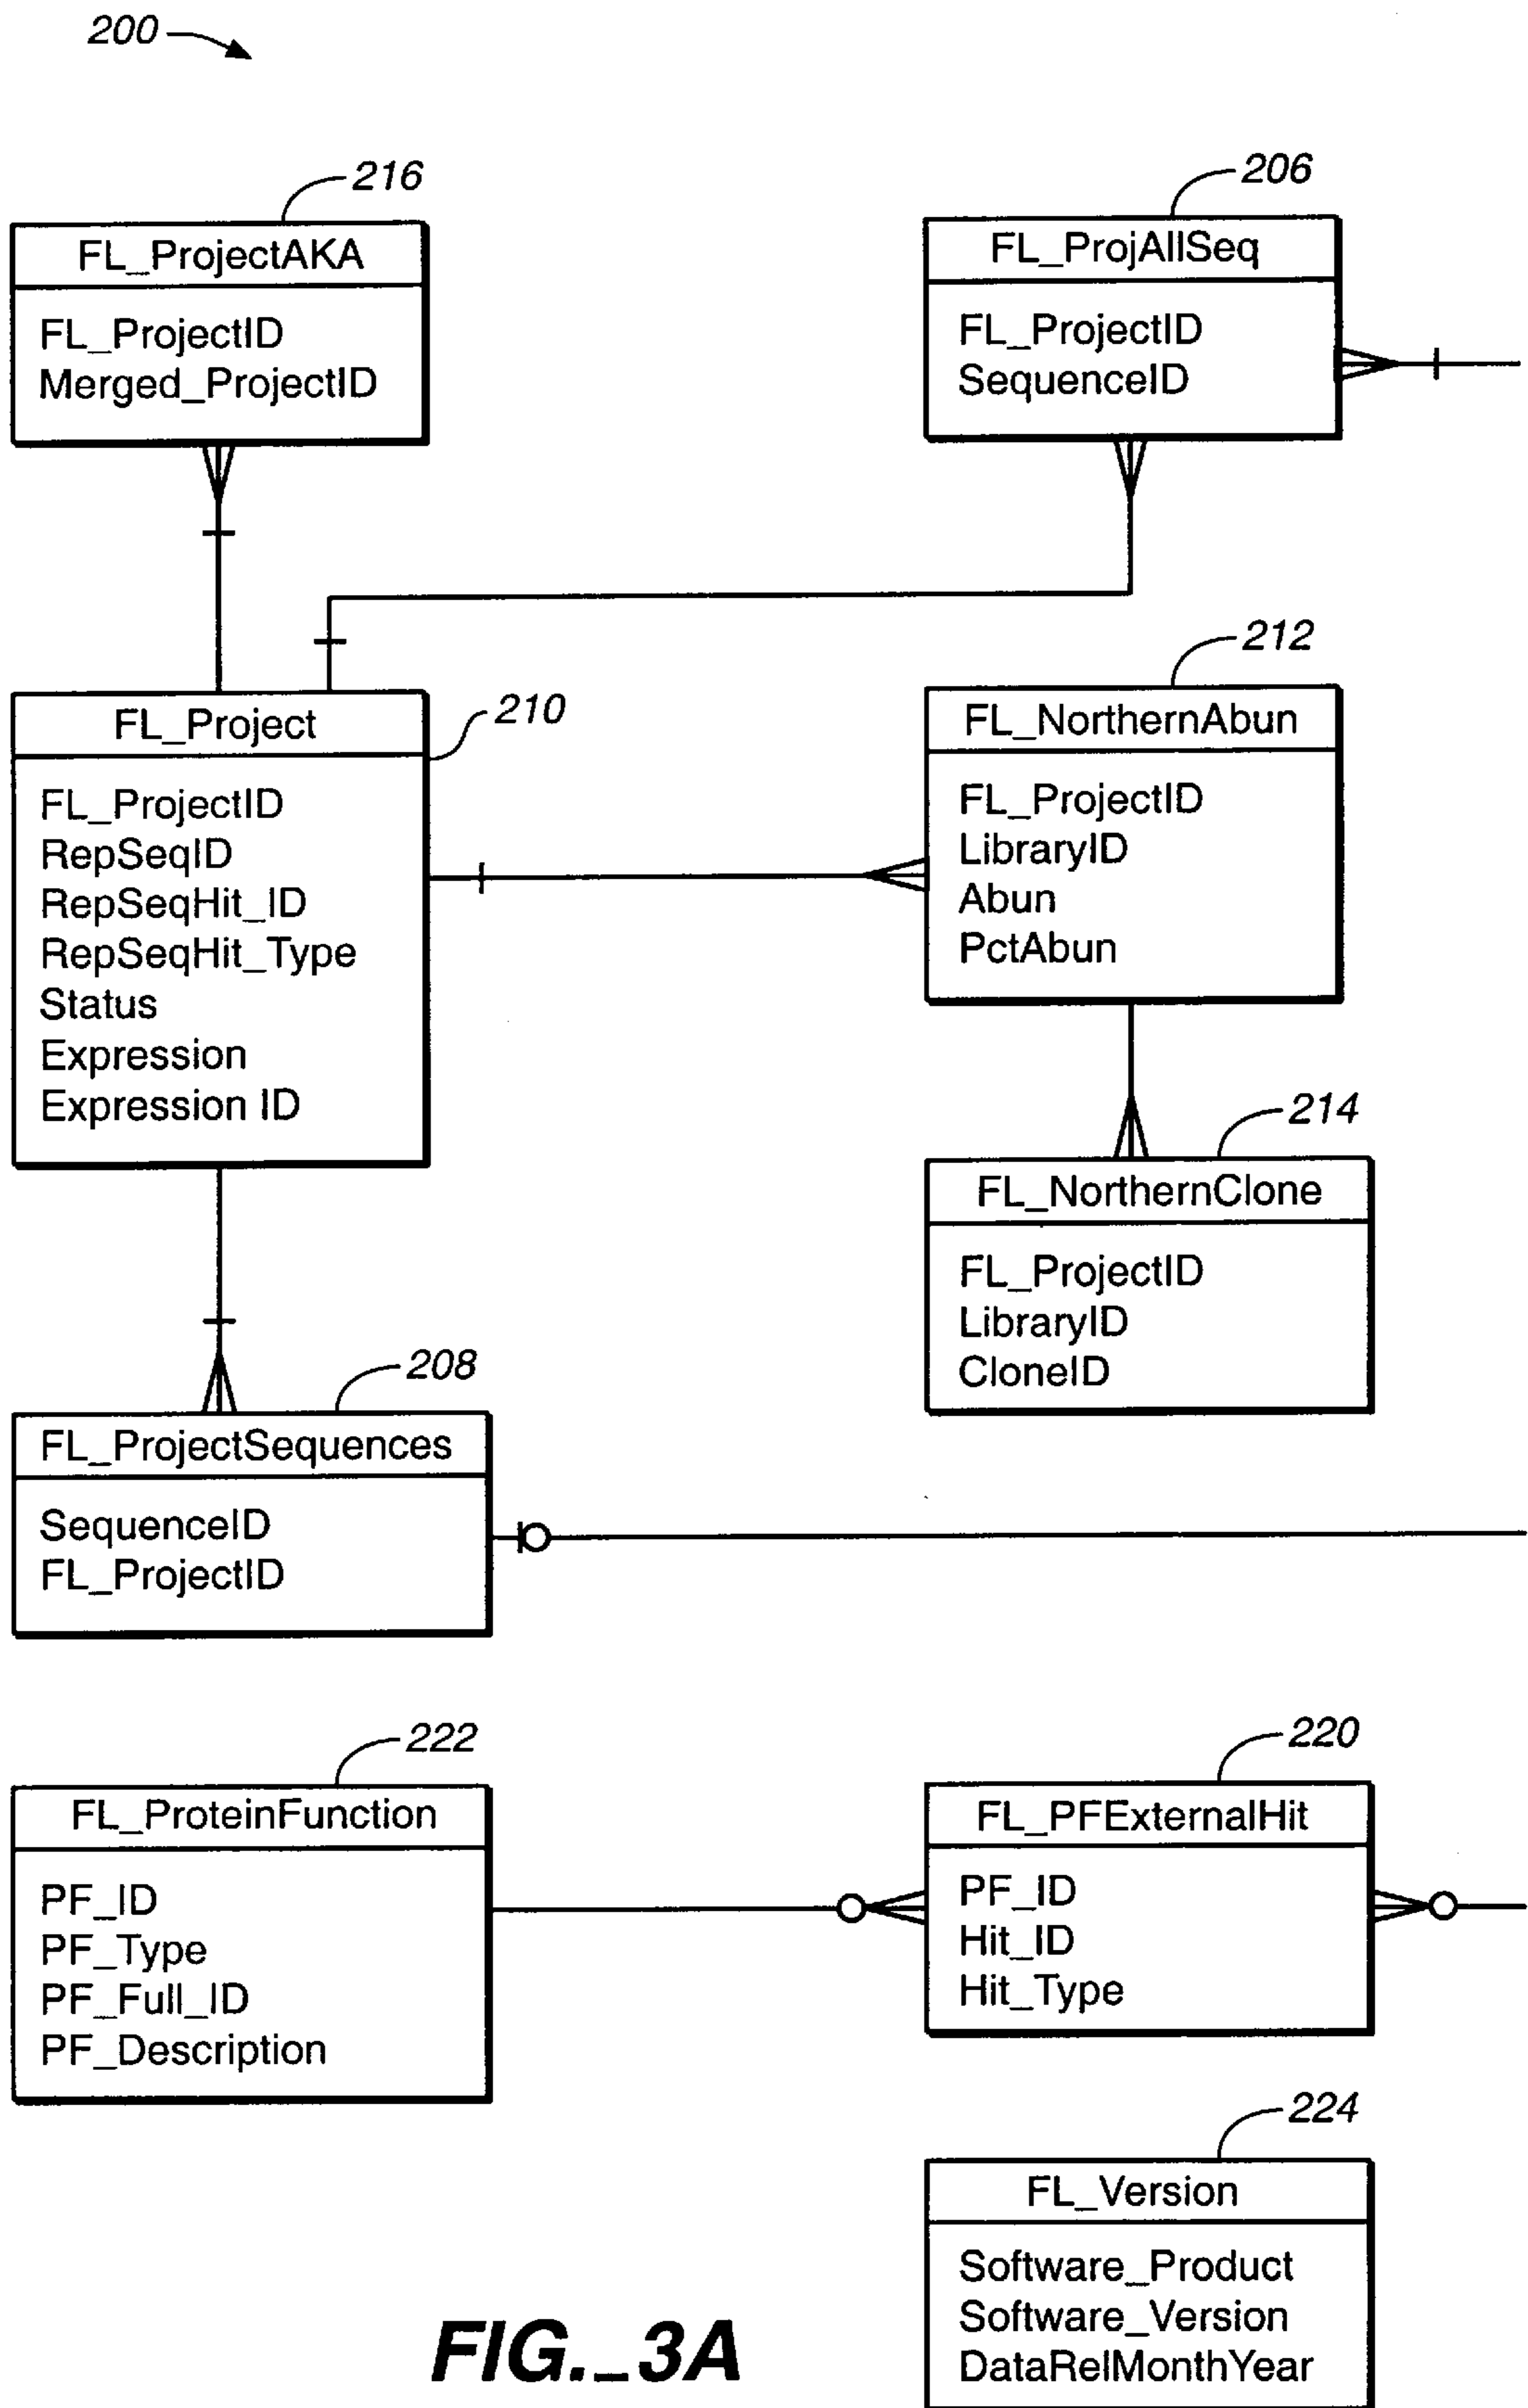 200
216
FL_ProjectAKA
FL_ProjectID
Merged_ProjectID
206
FL_ProjAllSeq
FL_ProjectID
SequenceID
210
FL_Project
FL_ProjectID
RepSeqID
RepSeqHit_ID
RepSeqHit_Type
Status
Expression
Expression ID
212
FL_NorthernAbun
FL_ProjectID
LibraryID
Abun
PctAbun
214
FL_NorthernClone
FL_ProjectID
LibraryID
CloneID
208
FL_ProjectSequences
SequenceID
FL_ProjectID
222
FL_ProteinFunction
PF_ID
PF_Type
PF_Full_ID
PF_Description
220
FL_PFExternalHit
PF_ID
Hit_ID
Hit_Type
224
FL_Version
Software_Product
Software_Version
DataRelMonthYear
FIG._3A